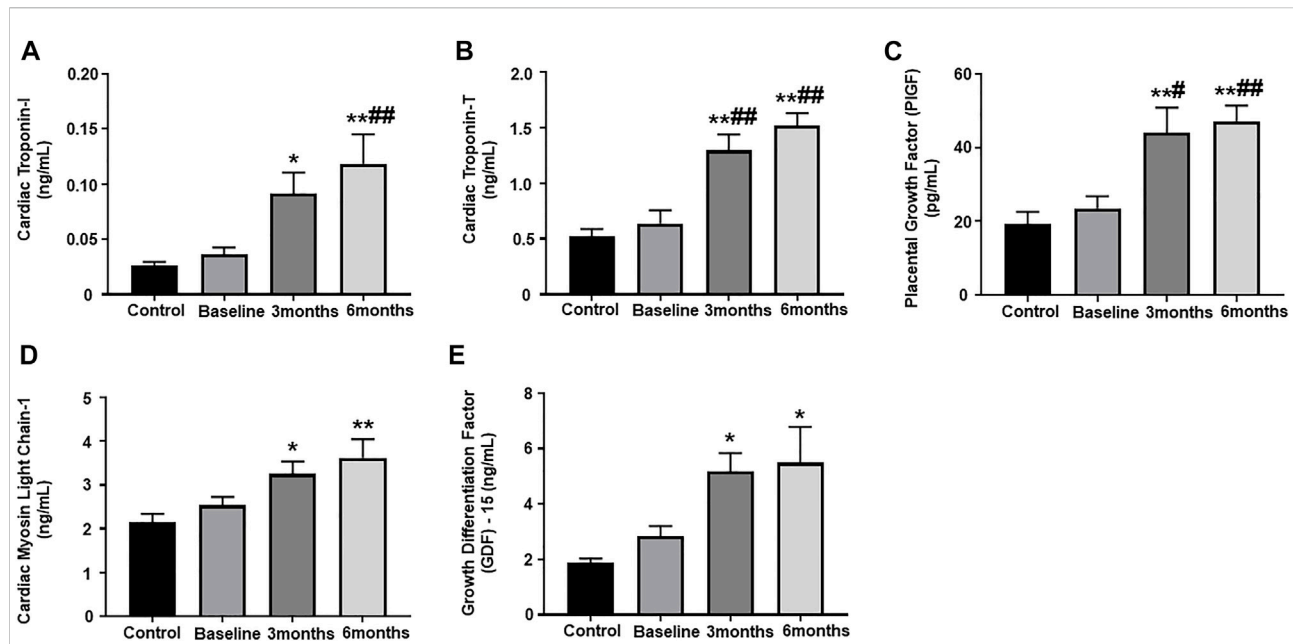 A
Cardiac Troponin-I
(ng/mL)
0.20
0.15
0.10
0.05
0
*
**##
Control Baseline 3months 6months
B
Cardiac Troponin-T
(ng/mL)
2.0
1.5
1.0
0.5
0
**##
**##
Control Baseline 3months 6months
C
Placental Growth Factor (PIGF)
(pg/mL)
60
40
20
0
**#
**##
Control Baseline 3months 6months
D
Cardiac Myosin Light Chain-1
(ng/mL)
5
4
3
2
1
0
*
**
Control Baseline 3months 6months
E
Growth Differentiation Factor
(GDF) - 15 (ng/mL)
8
6
4
2
0
*
*
Control Baseline 3months 6months